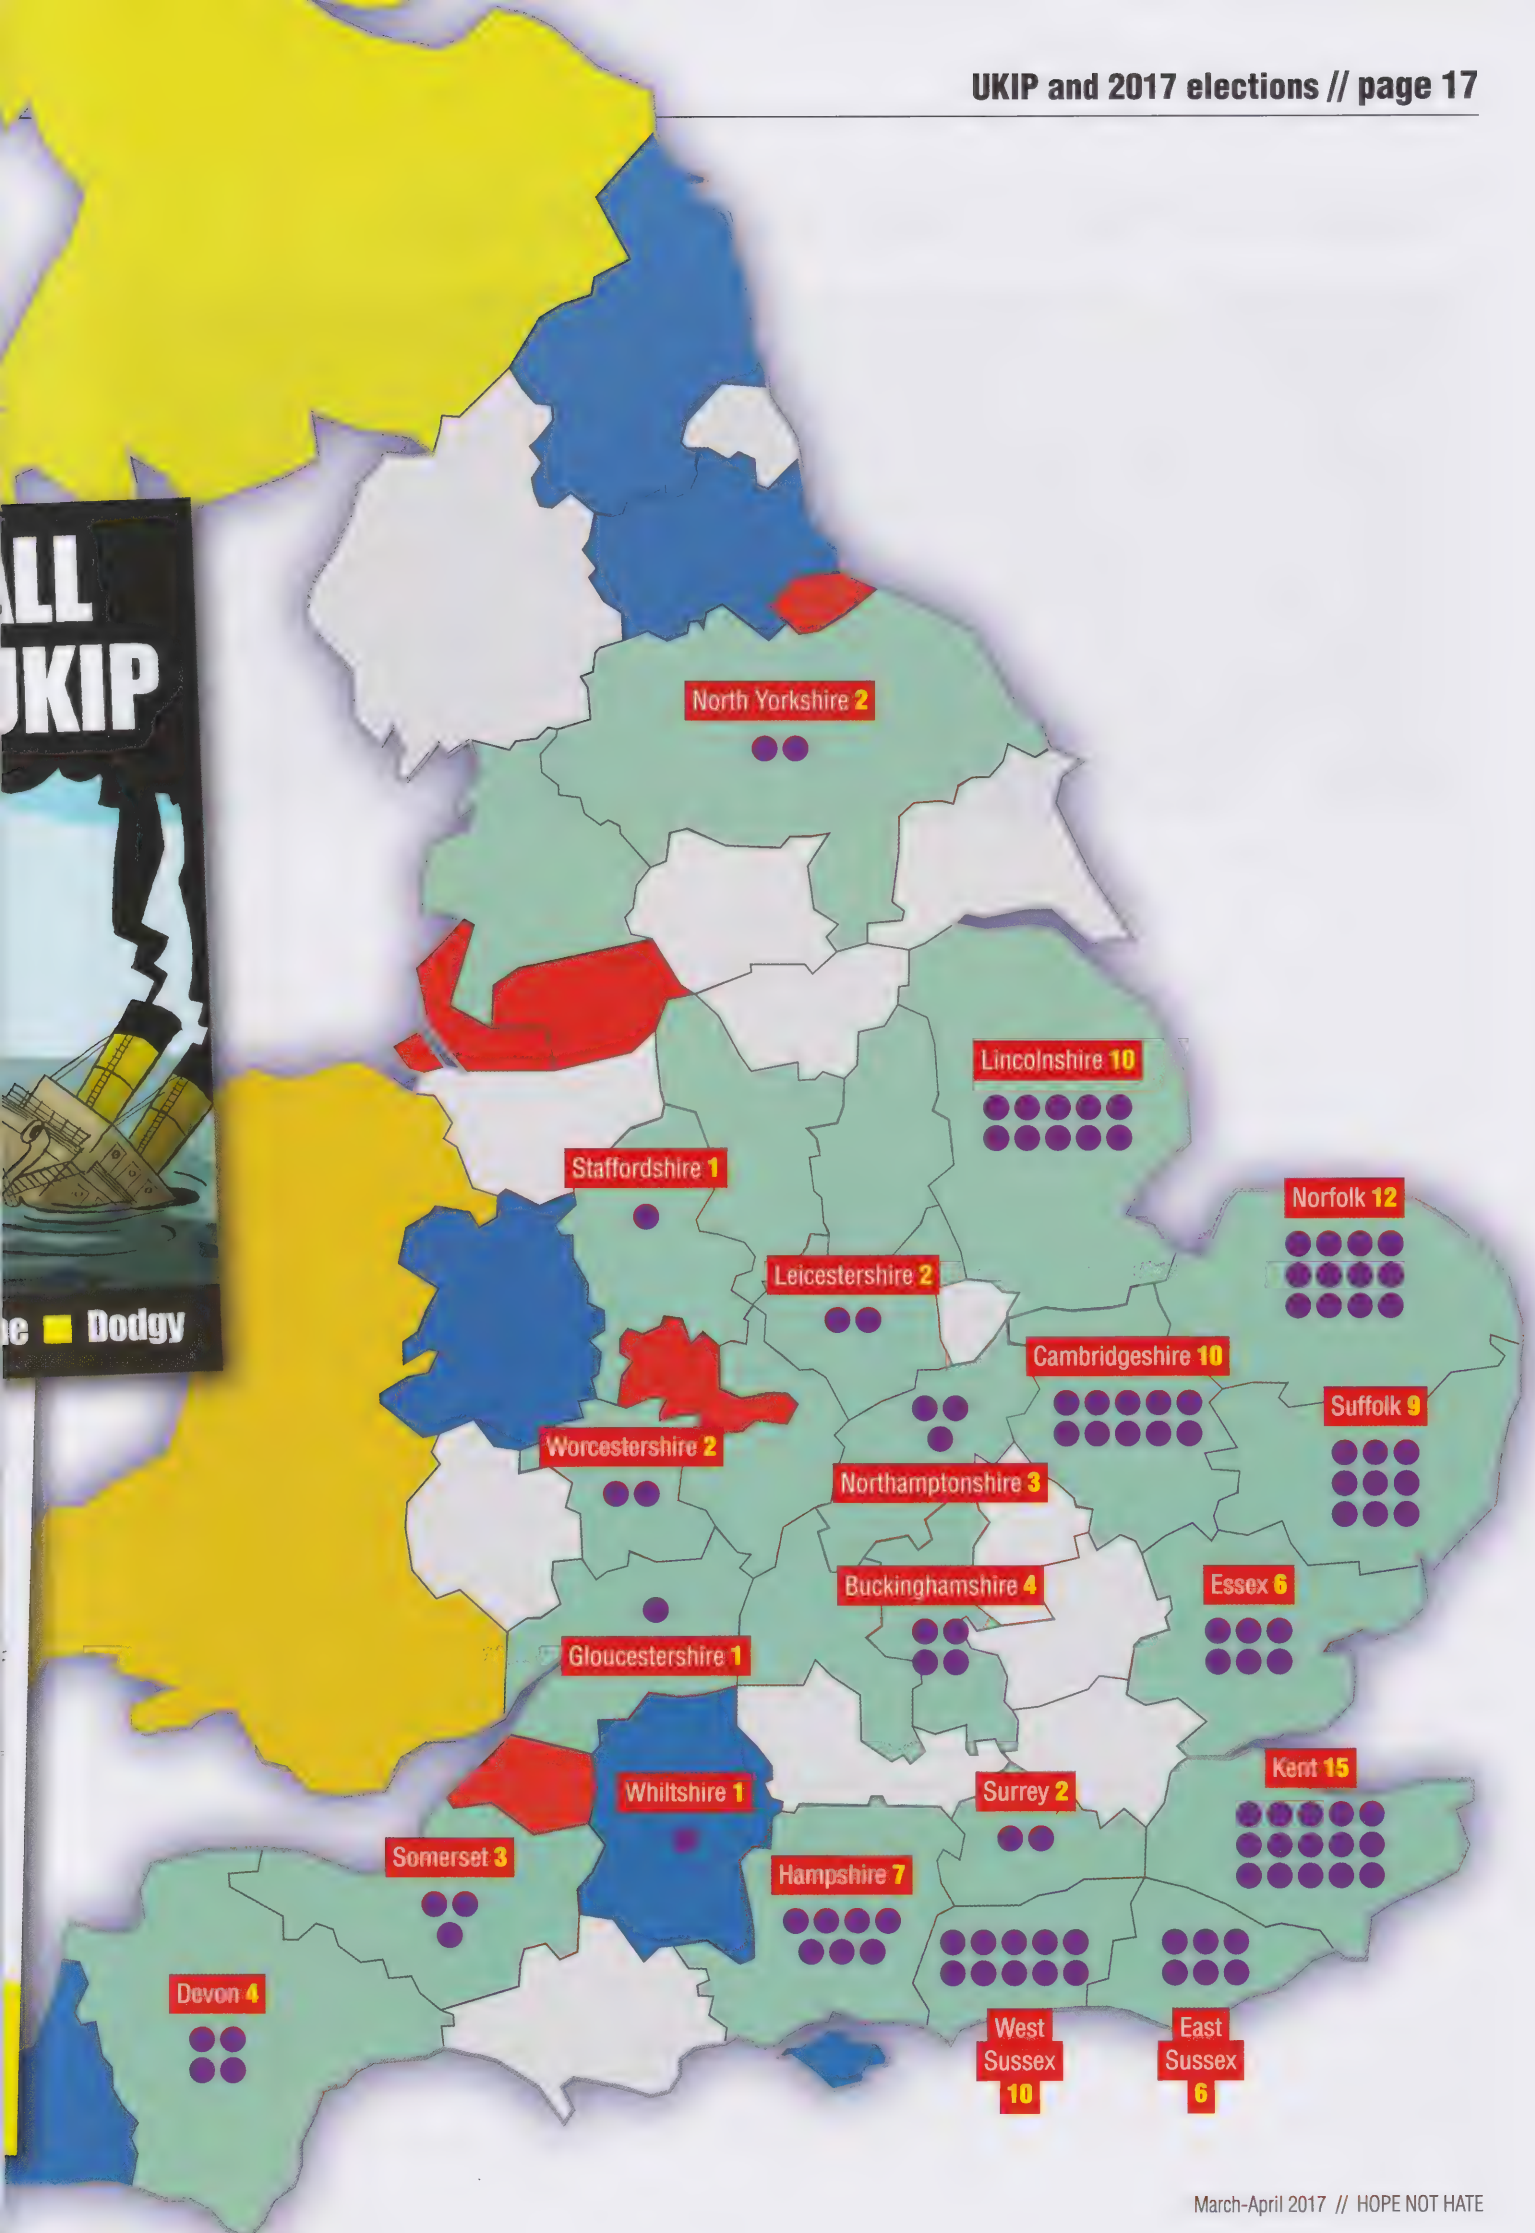 UKIP and 2017 elections // page 17
ALL
UKIP
Dodgy
North Yorkshire 2
Lincolnshire 10
Staffordshire 1
Norfolk 12
Leicestershire 2
Cambridgeshire 10
Suffolk 9
Worcestershire 2
Northamptonshire 3
Buckinghamshire 4
Essex 6
Gloucestershire 1
Kent 15
Whiltshire 1
Surrey 2
Somerset 3
Hampshire 7
Devon 4
West
Sussex
10
East
Sussex
6
March-April 2017 // HOPE NOT HATE